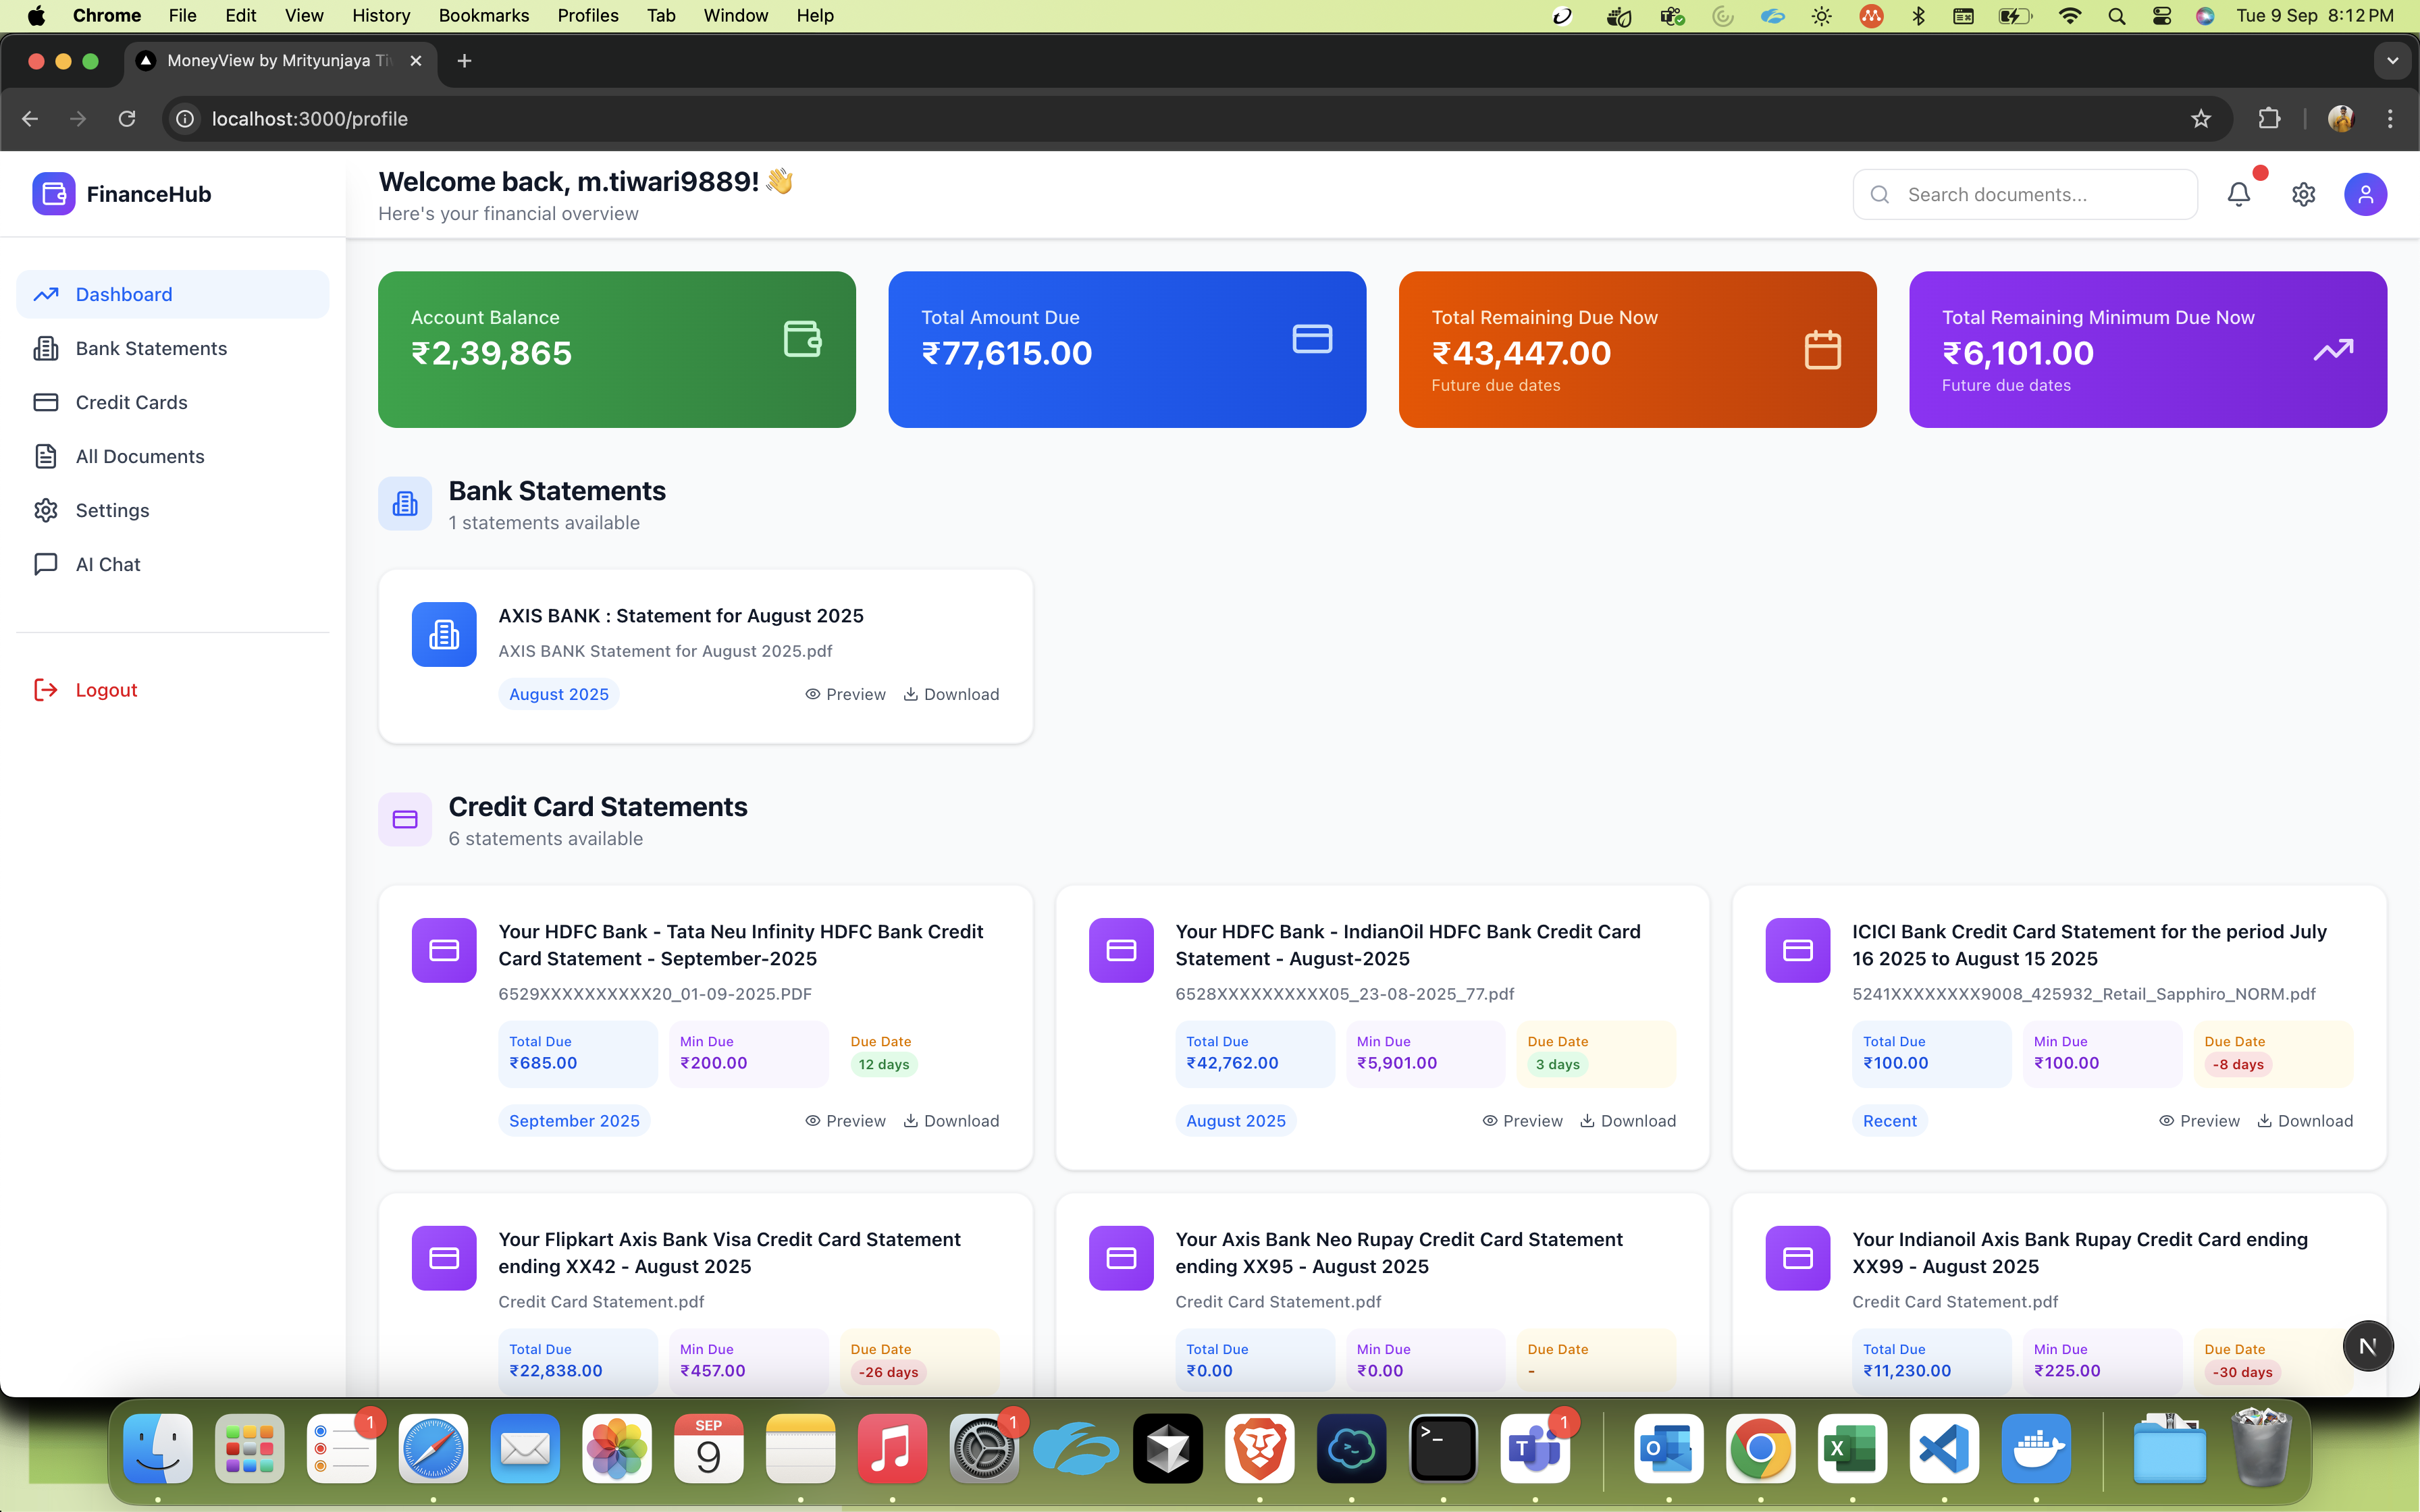 Chrome File Edit View History Bookmarks Profiles Tab Window Help Tue 9 Sep 8:12 PM
MoneyView by Mrityunjaya Ti
localhost:3000/profile
FinanceHub
Dashboard
Bank Statements
Credit Cards
All Documents
Settings
AI Chat
Logout
Welcome back, m.tiwari9889! 👋
Here's your financial overview
Search documents...
Account Balance
₹2,39,865
Total Amount Due
₹77,615.00
Total Remaining Due Now
₹43,447.00
Future due dates
Total Remaining Minimum Due Now
₹6,101.00
Future due dates
Bank Statements
1 statements available
AXIS BANK : Statement for August 2025
AXIS BANK Statement for August 2025.pdf
August 2025 Preview Download
Credit Card Statements
6 statements available
Your HDFC Bank - Tata Neu Infinity HDFC Bank Credit
Card Statement - September-2025
6529XXXXXXXXXX20_01-09-2025.PDF
Total Due Min Due Due Date
₹685.00 ₹200.00 12 days
September 2025 Preview Download
Your HDFC Bank - IndianOil HDFC Bank Credit Card
Statement - August-2025
6528XXXXXXXXXX05_23-08-2025_77.pdf
Total Due Min Due Due Date
₹42,762.00 ₹5,901.00 3 days
August 2025 Preview Download
ICICI Bank Credit Card Statement for the period July
16 2025 to August 15 2025
5241XXXXXXXX9008_425932_Retail_Sapphiro_NORM.pdf
Total Due Min Due Due Date
₹100.00 ₹100.00 -8 days
Recent Preview Download
Your Flipkart Axis Bank Visa Credit Card Statement
ending XX42 - August 2025
Credit Card Statement.pdf
Total Due Min Due Due Date
₹22,838.00 ₹457.00 -26 days
Your Axis Bank Neo Rupay Credit Card Statement
ending XX95 - August 2025
Credit Card Statement.pdf
Total Due Min Due Due Date
₹0.00 ₹0.00 -
Your Indianoil Axis Bank Rupay Credit Card ending
XX99 - August 2025
Credit Card Statement.pdf
Total Due Min Due Due Date
₹11,230.00 ₹225.00 -30 days
N
1
SEP
9
1
>_
T
1
O
X